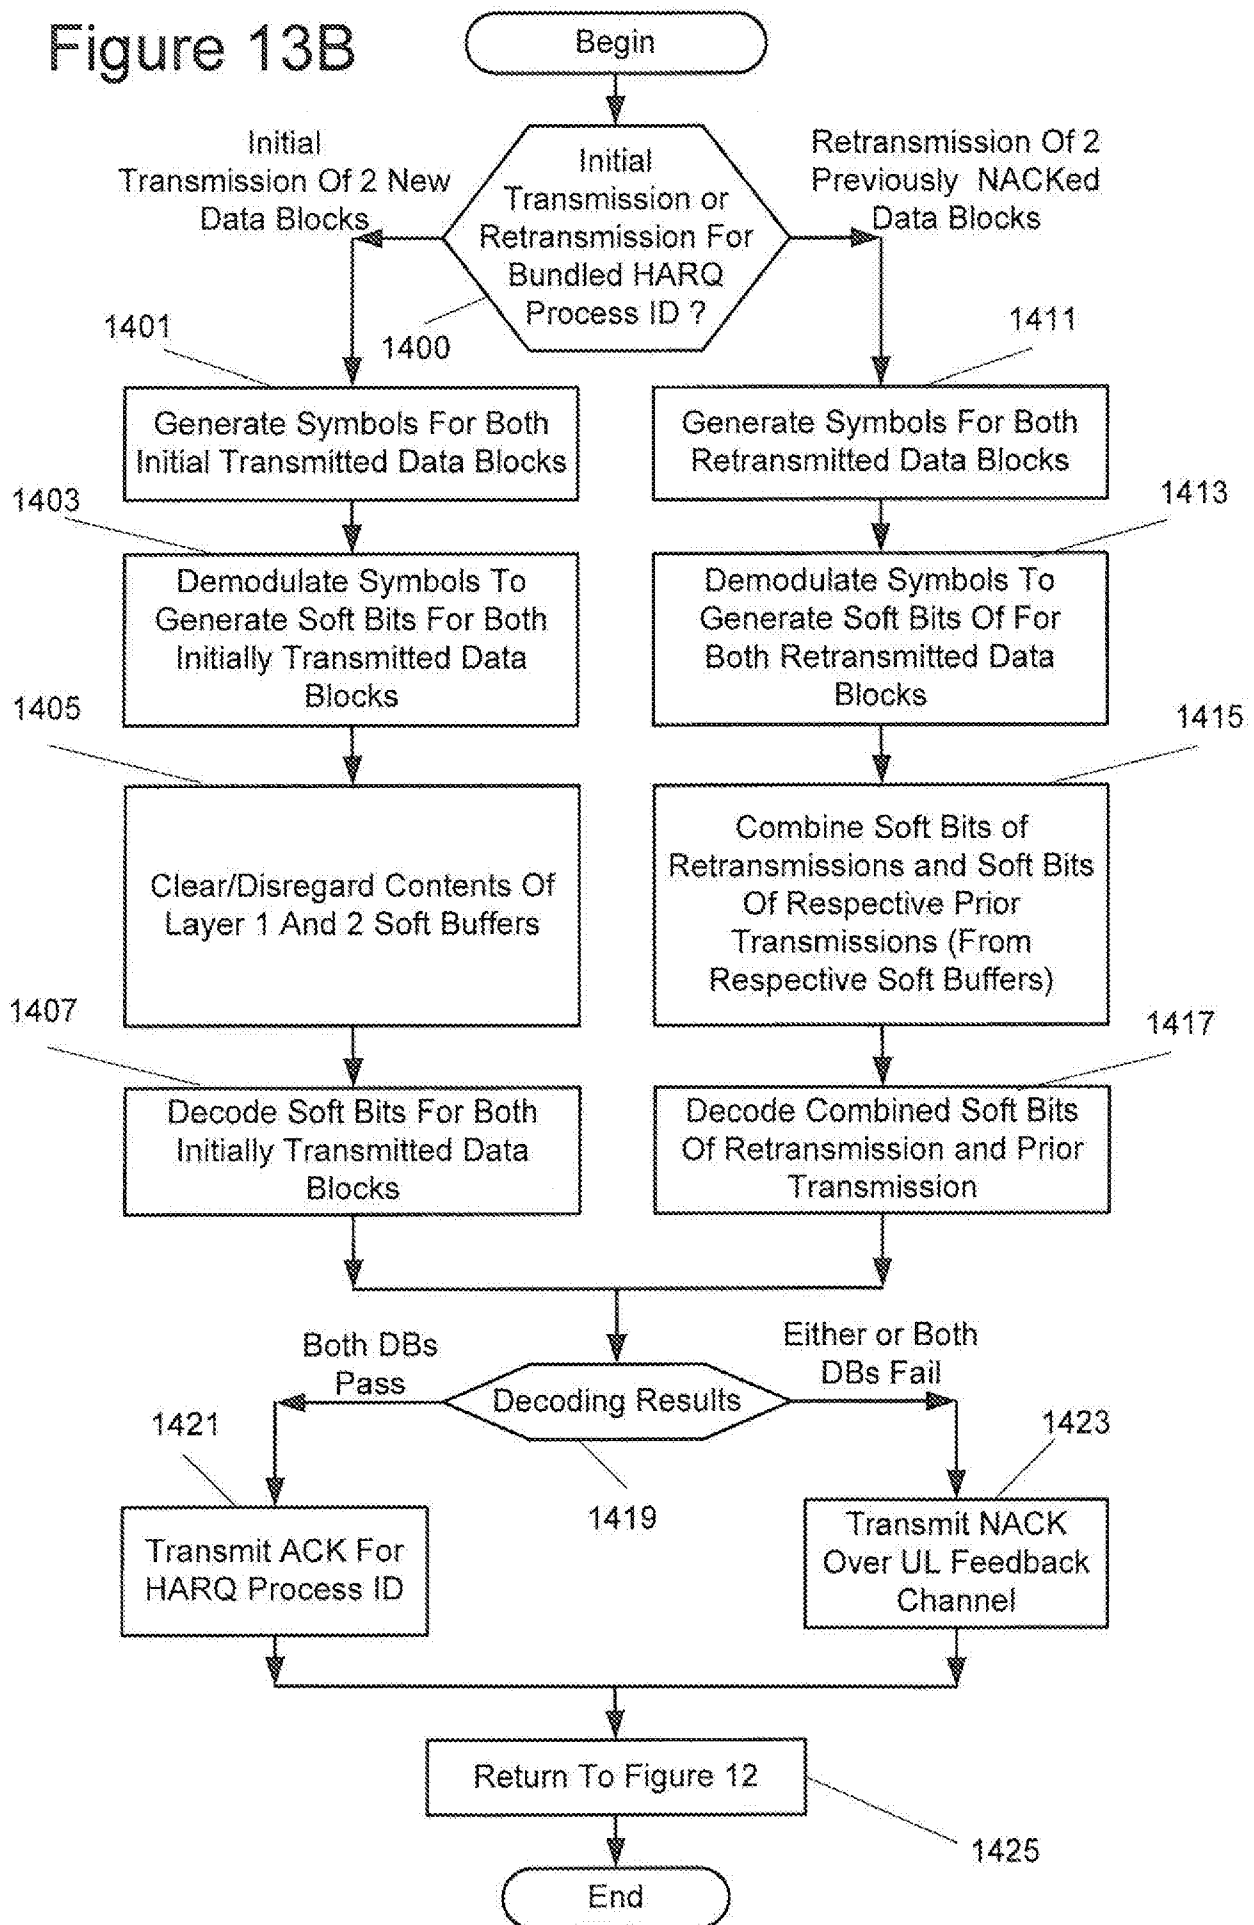 Figure 13B
Begin
Initial
Transmission Of 2 New
Data Blocks
Initial
Transmission or
Retransmission For
Bundled HARQ
Process ID ?
Retransmission Of 2
Previously NACKed
Data Blocks
1400
1401
1411
Generate Symbols For Both
Initial Transmitted Data Blocks
Generate Symbols For Both
Retransmitted Data Blocks
1403
1413
Demodulate Symbols To
Generate Soft Bits For Both
Initially Transmitted Data
Blocks
Demodulate Symbols To
Generate Soft Bits Of For
Both Retransmitted Data
Blocks
1405
1415
Clear/Disregard Contents Of
Layer 1 And 2 Soft Buffers
Combine Soft Bits of
Retransmissions and Soft Bits
Of Respective Prior
Transmissions (From
Respective Soft Buffers)
1407
1417
Decode Soft Bits For Both
Initially Transmitted Data
Blocks
Decode Combined Soft Bits
Of Retransmission and Prior
Transmission
Both DBs
Pass
Decoding Results
Either or Both
DBs Fail
1421
1419
1423
Transmit ACK For
HARQ Process ID
Transmit NACK
Over UL Feedback
Channel
Return To Figure 12
1425
End